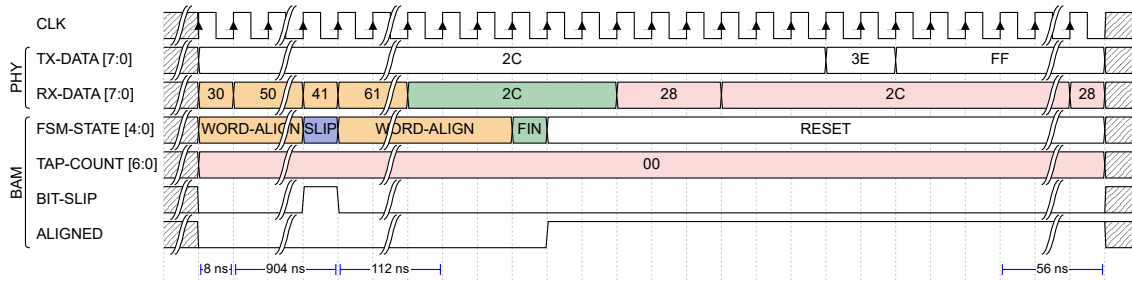 CLK
PHY
TX-DATA [7:0] 2C 3E FF
RX-DATA [7:0] 30 50 41 61 2C 28 2C 28
BAM
FSM-STATE [4:0] WORD-ALIGN SLIP WORD-ALIGN FIN RESET
TAP-COUNT [6:0] 00
BIT-SLIP
ALIGNED
8 ns 904 ns 112 ns 56 ns